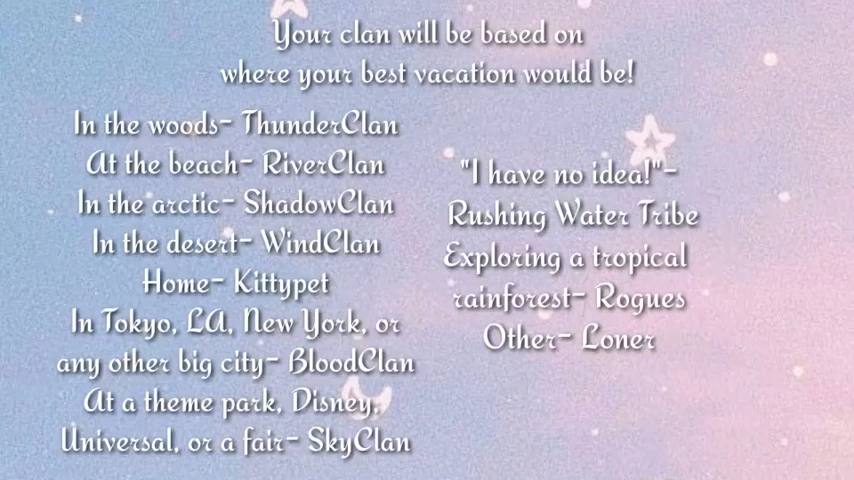 Your clan will be based on
where your best vacation would be!
In the woods- ThunderClan
At the beach- RiverClan
In the arctic- ShadowClan
In the desert- WindClan
Home- Kittypet
In Tokyo, LA, New York, or
any other big city- BloodClan
At a theme park, Disney,
Universal, or a fair- SkyClan
"I have no idea!"-
Rushing Water Tribe
Exploring a tropical
rainforest- Rogues
Other- Loner